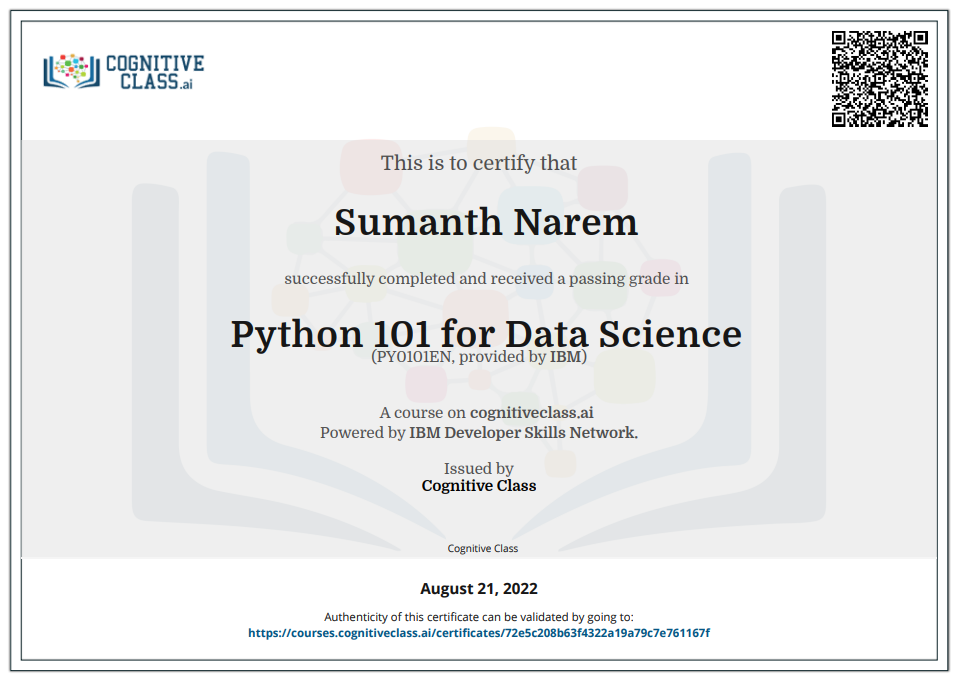 COGNITIVE
CLASS.ai
This is to certify that
Sumanth Narem
successfully completed and received a passing grade in
Python 101 for Data Science
(PY0101EN, provided by IBM)
A course on cognitiveclass.ai
Powered by IBM Developer Skills Network.
Issued by
Cognitive Class
Cognitive Class
August 21, 2022
Authenticity of this certificate can be validated by going to:
https://courses.cognitiveclass.ai/certificates/72e5c208b63f4322a19a79c7e761167f